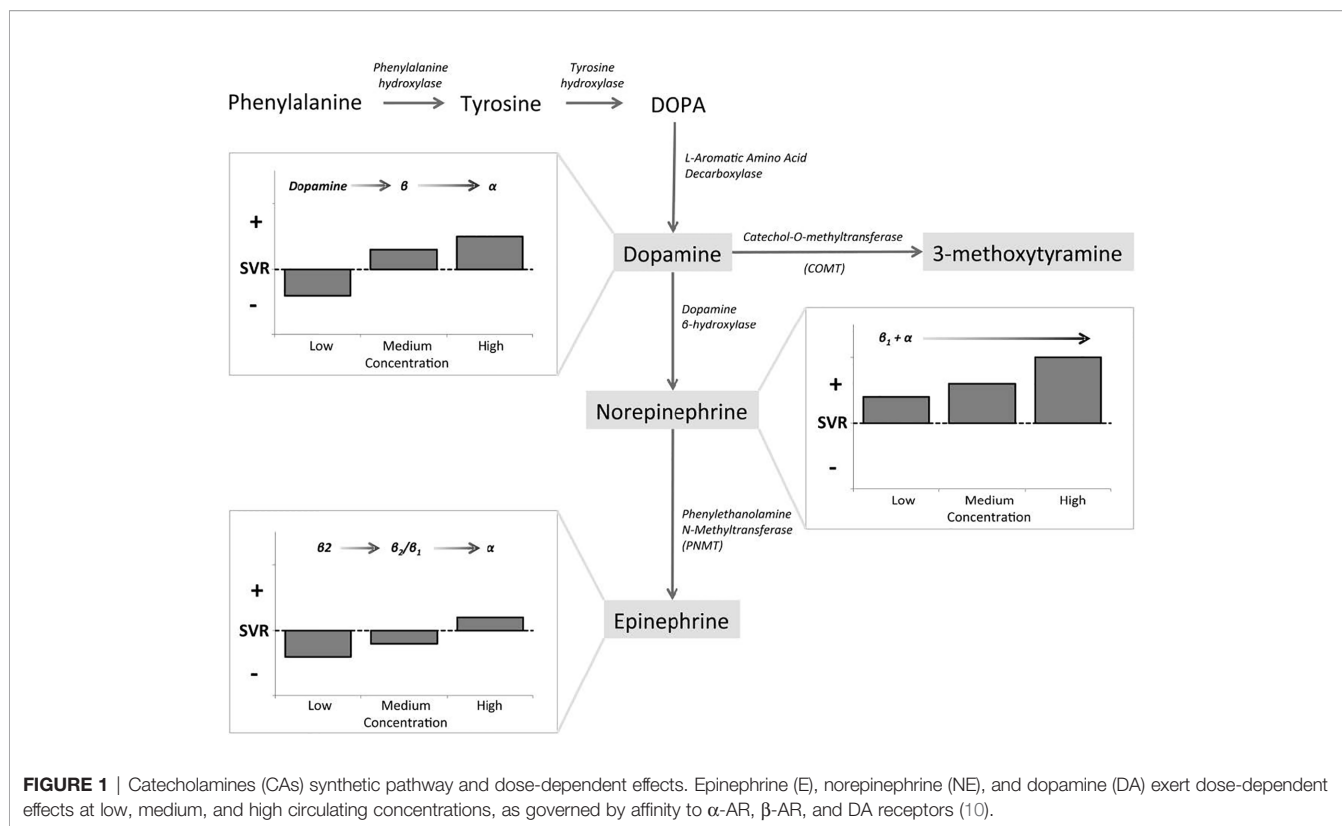 Phenylalanine
Phenylalanine
hydroxylase
Tyrosine
Tyrosine
hydroxylase
DOPA
L-Aromatic Amino Acid
Decarboxylase
Dopamine β α
+
SVR
-
Low Medium High
Concentration
Dopamine
Catechol-O-methyltransferase
(COMT)
3-methoxytyramine
Dopamine
β-hydroxylase
β₁ + α
+
SVR
-
Low Medium High
Concentration
Norepinephrine
Phenylethanolamine
N-Methyltransferase
(PNMT)
β2 β₂/β₁ α
+
SVR
-
Low Medium High
Concentration
Epinephrine
FIGURE 1 | Catecholamines (CAs) synthetic pathway and dose-dependent effects. Epinephrine (E), norepinephrine (NE), and dopamine (DA) exert dose-dependent
effects at low, medium, and high circulating concentrations, as governed by affinity to α-AR, β-AR, and DA receptors (10).